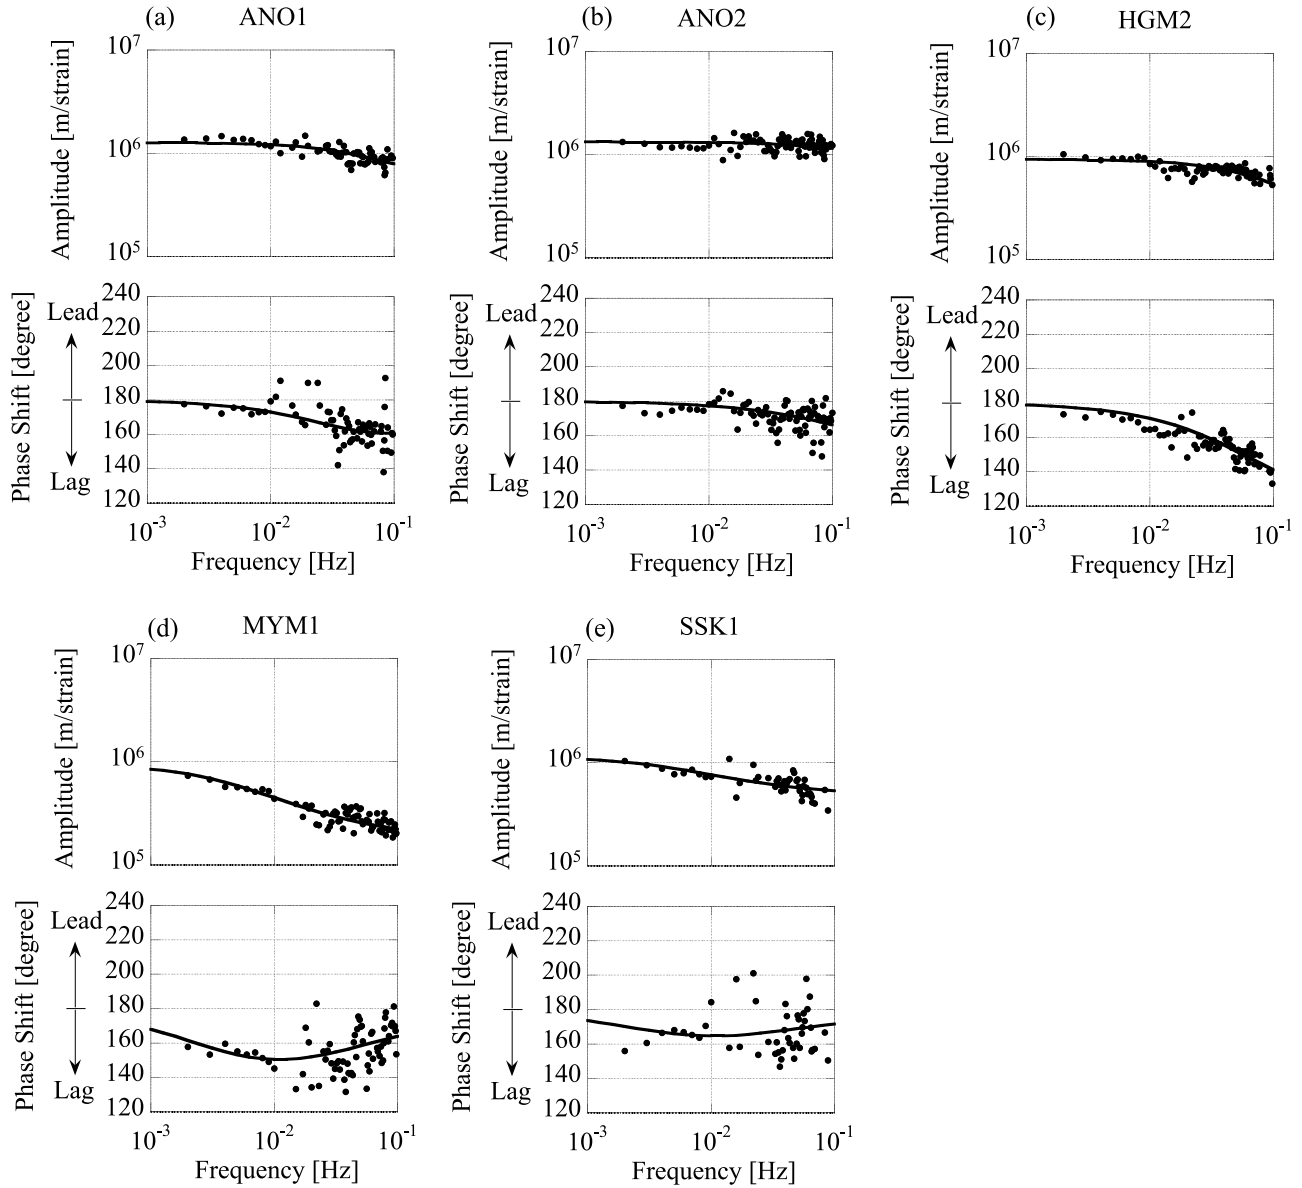 (a) ANO1
Amplitude [m/strain]
10^7
10^6
10^5
Phase Shift [degree]
Lead
Lag
240
220
200
180
160
140
120
10^-3 10^-2 10^-1
Frequency [Hz]
(b) ANO2
Amplitude [m/strain]
10^7
10^6
10^5
Phase Shift [degree]
Lead
Lag
240
220
200
180
160
140
120
10^-3 10^-2 10^-1
Frequency [Hz]
(c) HGM2
Amplitude [m/strain]
10^7
10^6
10^5
Phase Shift [degree]
Lead
Lag
240
220
200
180
160
140
120
10^-3 10^-2 10^-1
Frequency [Hz]
(d) MYM1
Amplitude [m/strain]
10^7
10^6
10^5
Phase Shift [degree]
Lead
Lag
240
220
200
180
160
140
120
10^-3 10^-2 10^-1
Frequency [Hz]
(e) SSK1
Amplitude [m/strain]
10^7
10^6
10^5
Phase Shift [degree]
Lead
Lag
240
220
200
180
160
140
120
10^-3 10^-2 10^-1
Frequency [Hz]